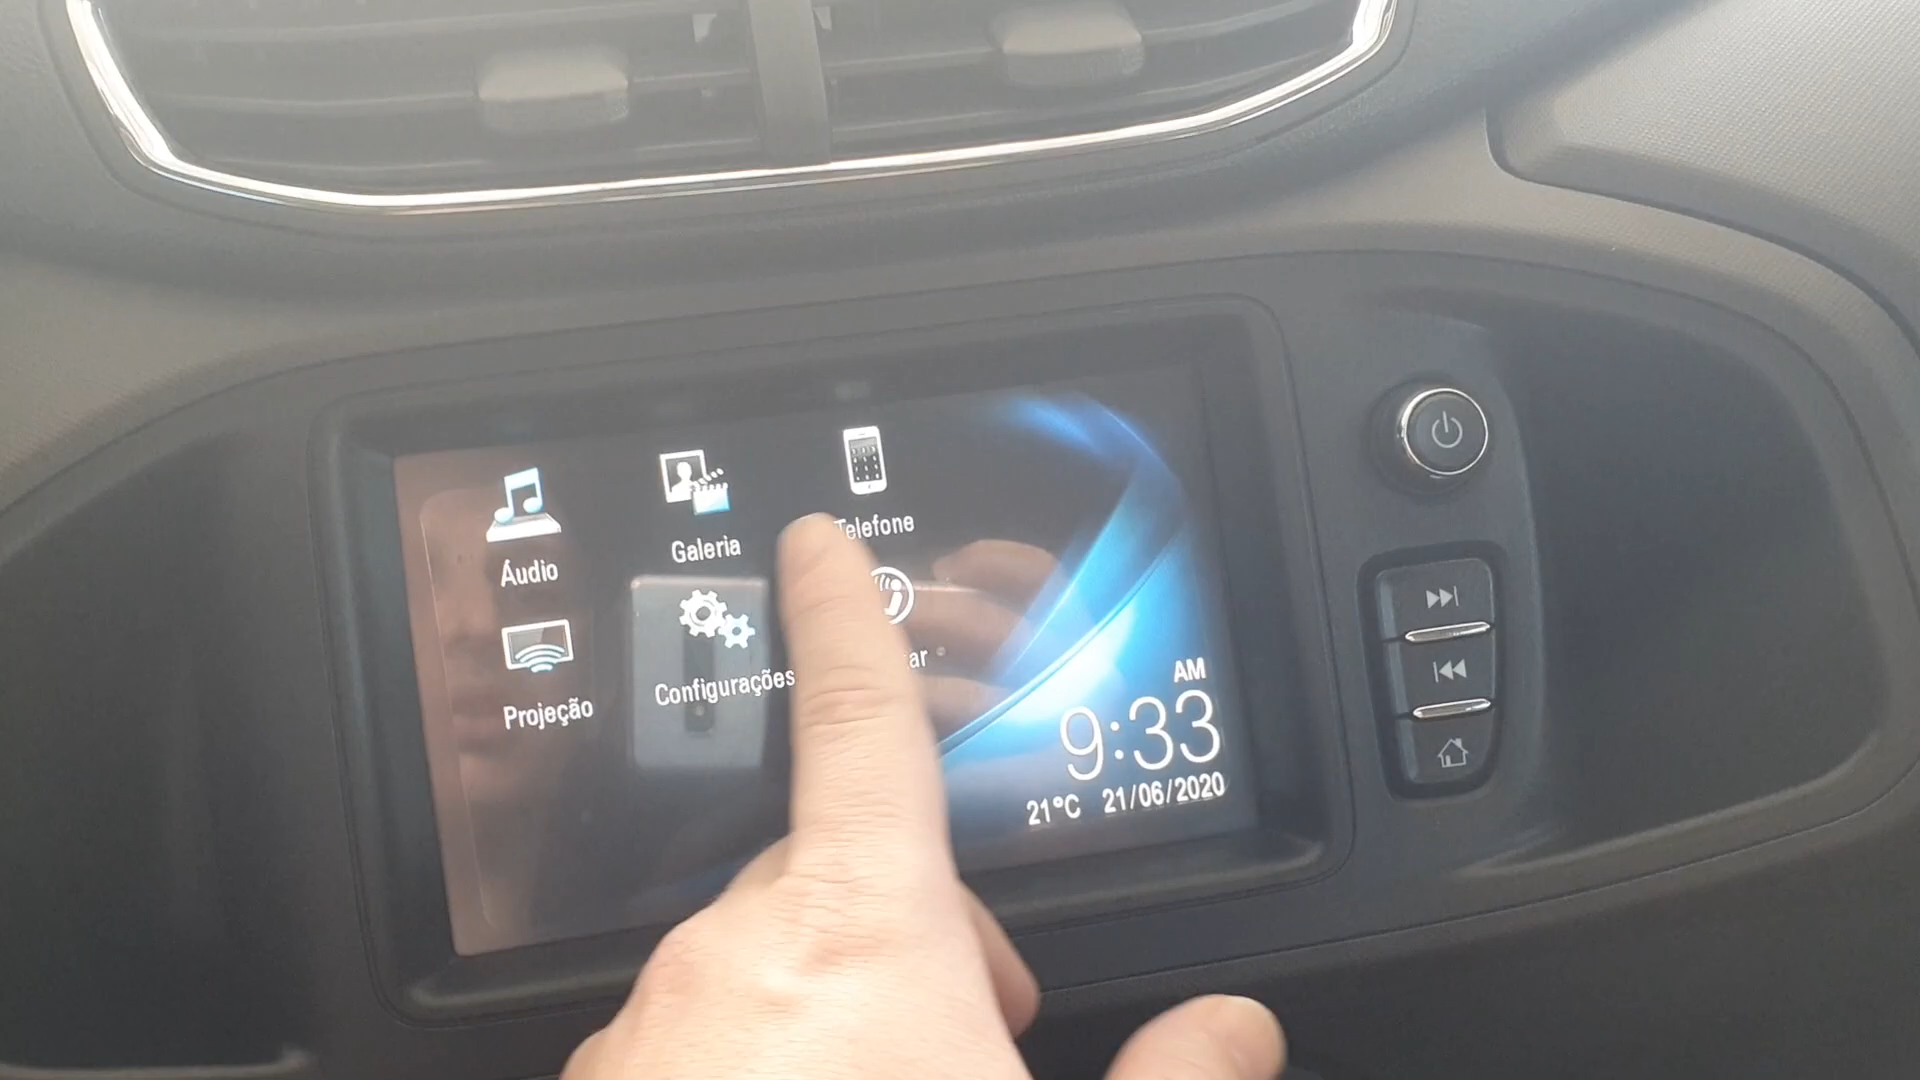 Áudio
Galeria
Telefone
Projeção
Configurações
AM
9:33
21°C 21/06/2020